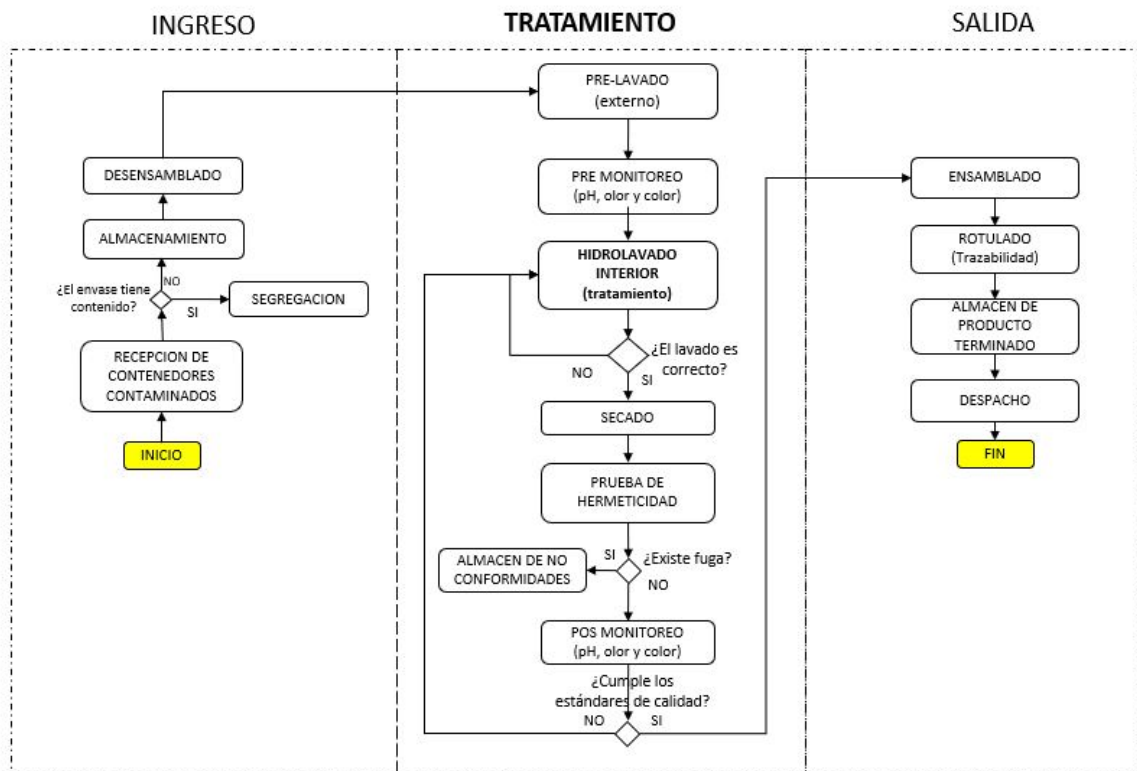 INGRESO
TRATAMIENTO
SALIDA
DESENSAMBLADO
ALMACENAMIENTO
¿El envase tiene
contenido?
NO
SI
SEGREGACION
RECEPCION DE
CONTENEDORES
CONTAMINADOS
INICIO
PRE-LAVADO
(externo)
PRE MONITOREO
(pH, olor y color)
HIDROLAVADO
INTERIOR
(tratamiento)
¿El lavado es
correcto?
NO
SI
SECADO
PRUEBA DE
HERMETICIDAD
¿Existe fuga?
SI
NO
ALMACEN DE NO
CONFORMIDADES
POS MONITOREO
(pH, olor y color)
¿Cumple los
estándares de calidad?
NO
SI
ENSAMBLADO
ROTULADO
(Trazabilidad)
ALMACEN DE
PRODUCTO
TERMINADO
DESPACHO
FIN